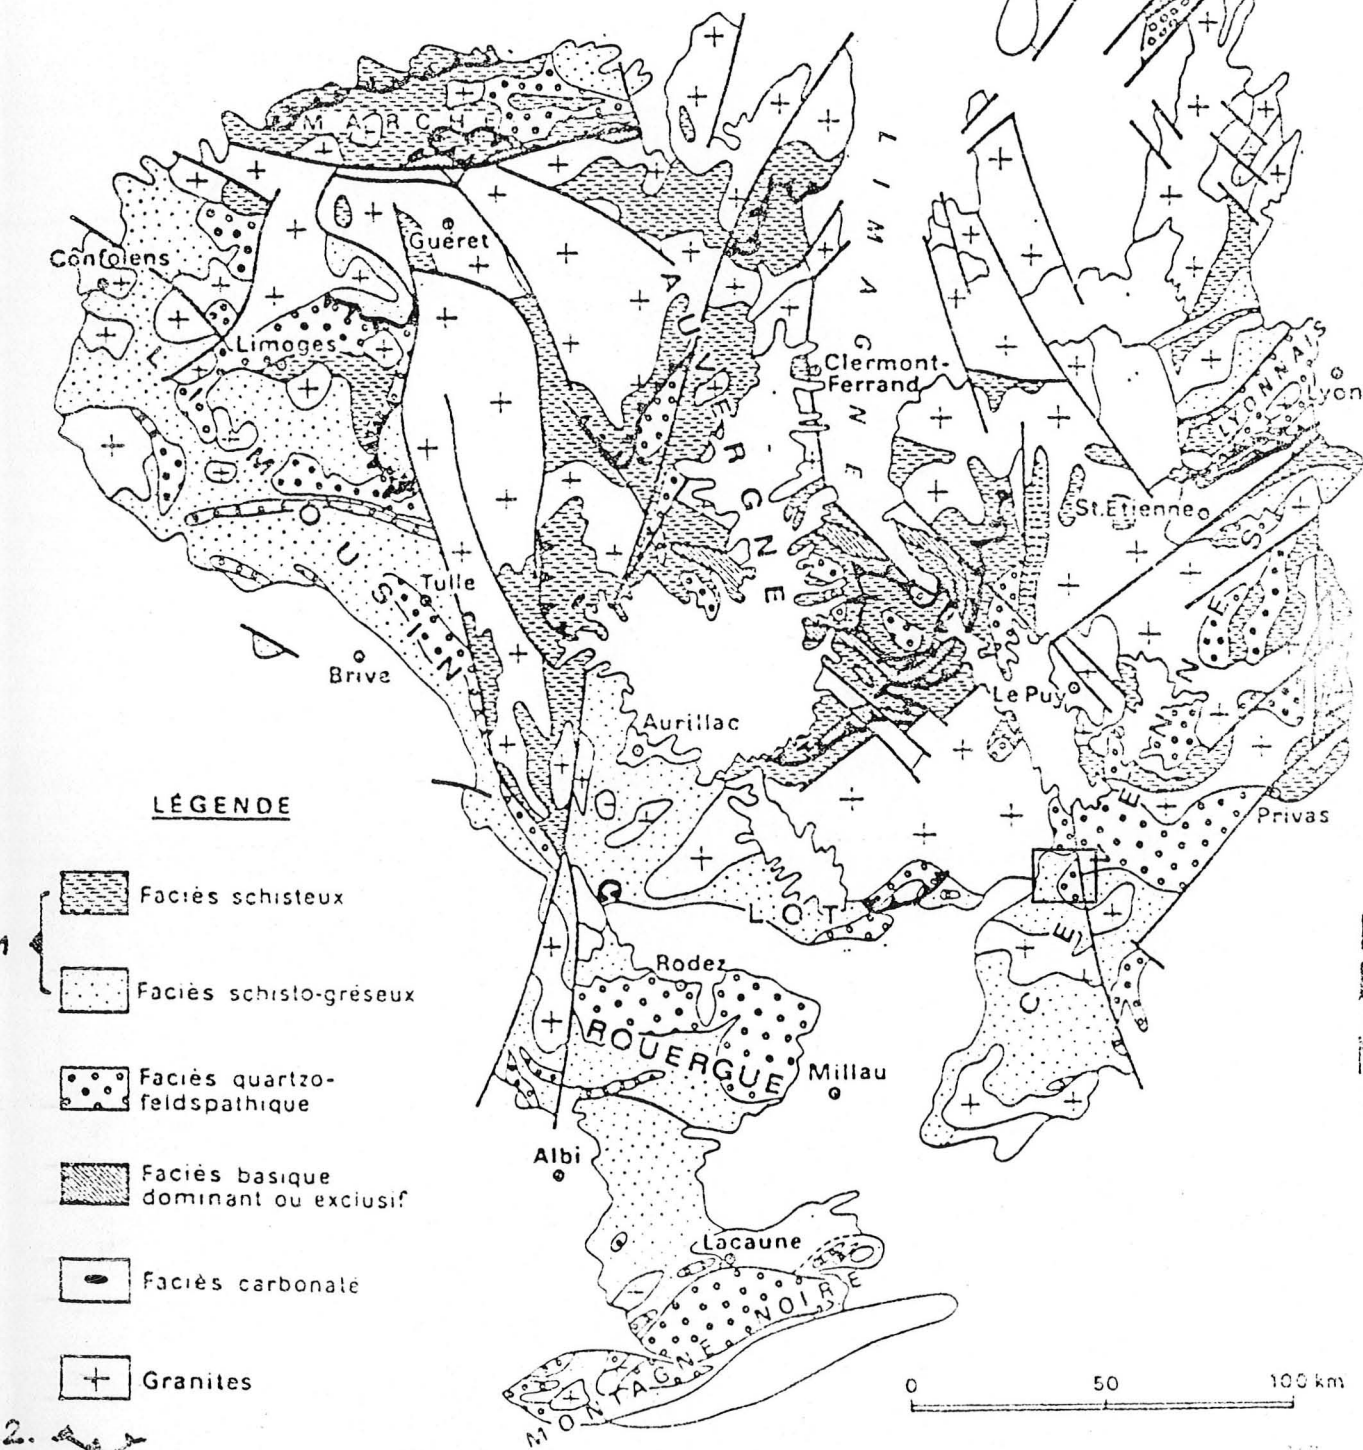 MARCHE
LIMAGNE
Guéret
Confolens
AUVERGNE
Limoges
Clermont-
Ferrand
LYONNAIS
Lyon
LIMOUSIN
St.Etienne
Tulle
Brive
Le Puy
CEVENNES
Aurillac
Privas
LÉGENDE
Faciès schisteux
LOT
1
Rodez
Faciès schisto-gréseux
ROUERGUE
Millau
Faciès quartzo-
feldspathique
Albi
Faciès basique
dominant ou exclusif
Lacaune
Faciès carbonaté
MONTAGNE NOIRE
Granites
0 50 100 km
2.